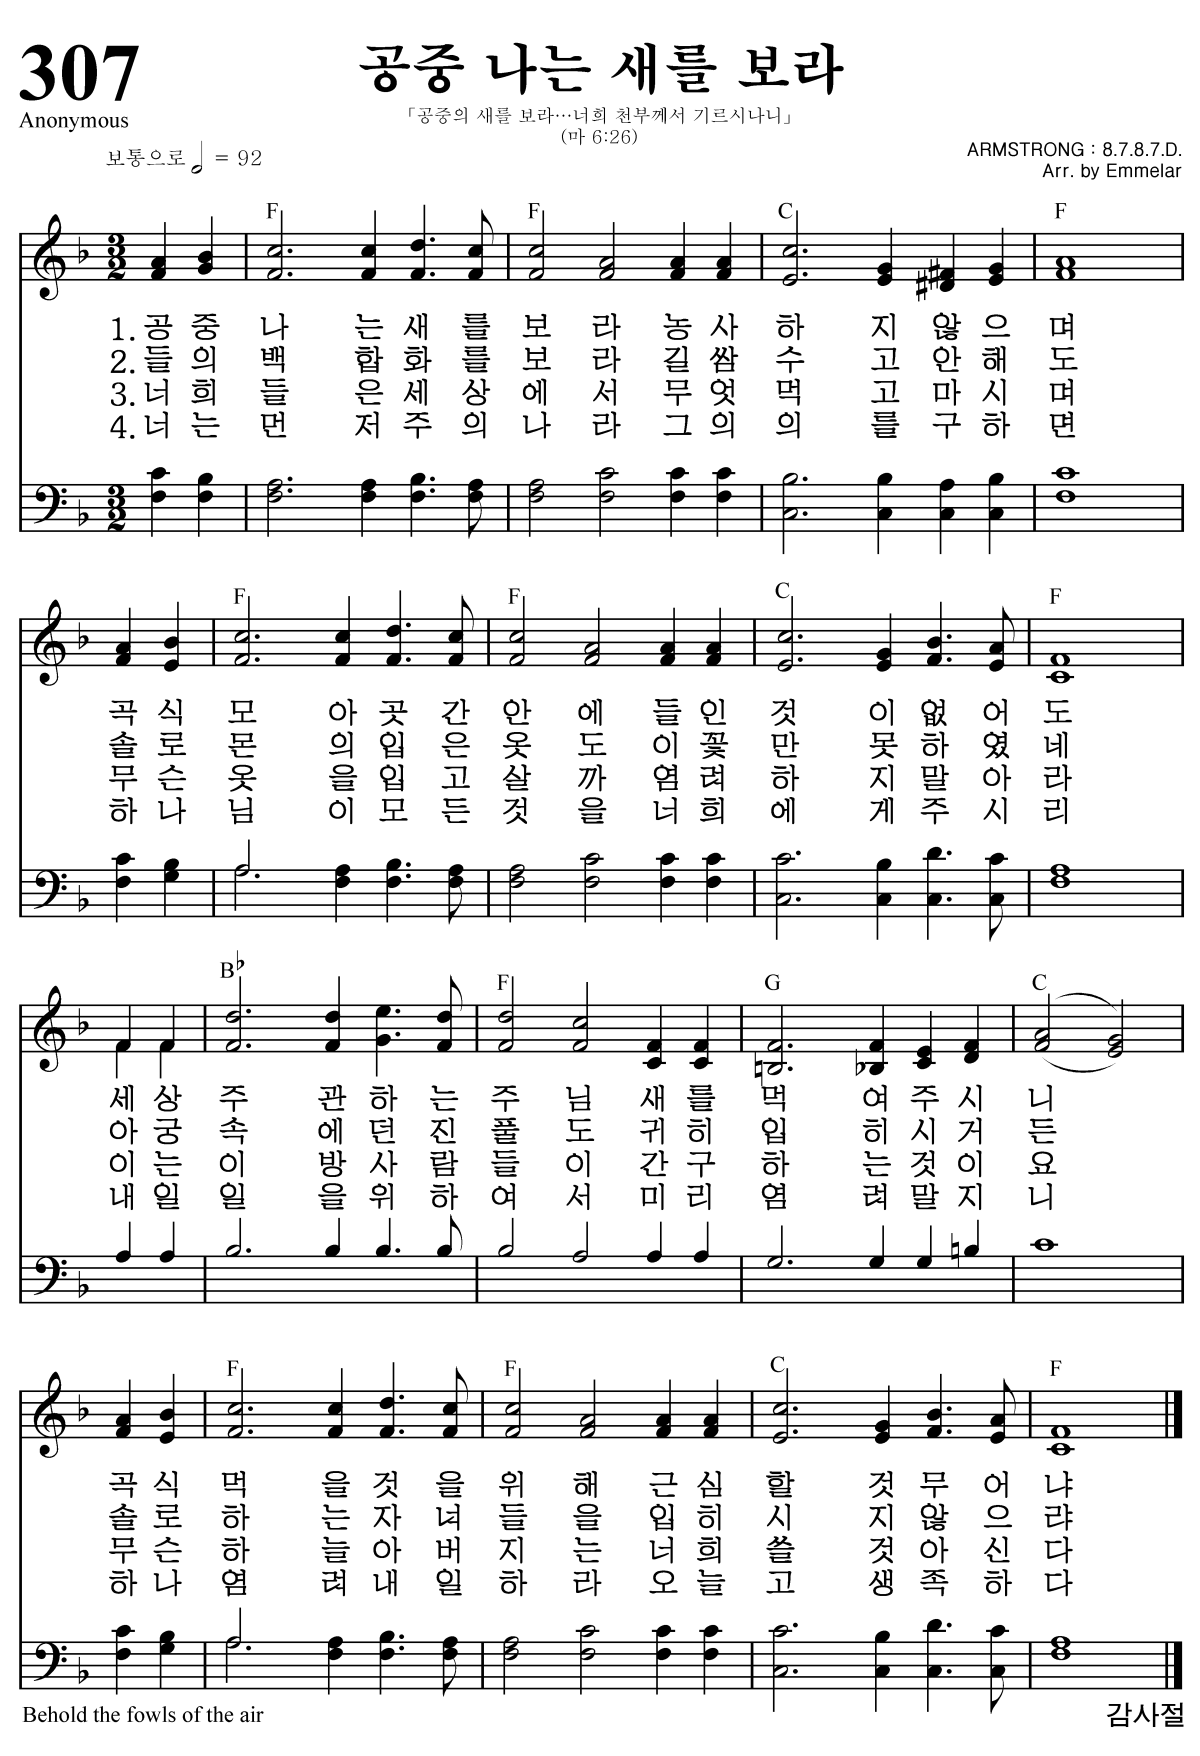 307
공중 나는 새를 보라
Anonymous
「공중의 새를 보라…너희 천부께서 기르시나니」
(마 6:26)
보통으로 = 92
ARMSTRONG : 8.7.8.7.D.
Arr. by Emmelar
F F C F
1. 공 중 나 는 새 를 보 라 농 사 하 지 않 으 며
2. 들 의 백 합 화 를 보 라 길 쌈 수 고 안 해 도
3. 너 희 들 은 세 상 에 서 무 엇 먹 고 마 시 며
4. 너 는 먼 저 주 의 나 라 그 의 의 를 구 하 면
F F C F
곡 식 모 아 곳 간 안 에 들 인 것 이 없 어 도
솔 로 몬 의 입 은 옷 도 이 꽃 만 못 하 였 네
무 슨 옷 을 입 고 살 까 염 려 하 지 말 아 라
하 나 님 이 모 든 것 을 너 희 에 게 주 시 리
B♭ F G C
세 상 주 관 하 는 주 님 새 를 먹 여 주 시 니
아 궁 속 에 던 진 풀 도 귀 히 입 히 시 거 든
이 는 이 방 사 람 들 이 간 구 하 는 것 이 요
내 일 일 을 위 하 여 서 미 리 염 려 말 지 니
F F C F
곡 식 먹 을 것 을 위 해 근 심 할 것 무 어 냐
솔 로 하 는 자 녀 들 을 입 히 시 지 않 으 랴
무 슨 하 늘 아 버 지 는 너 희 쓸 것 아 신 다
하 나 염 려 내 일 하 라 오 늘 고 생 족 하 다
Behold the fowls of the air
감사절